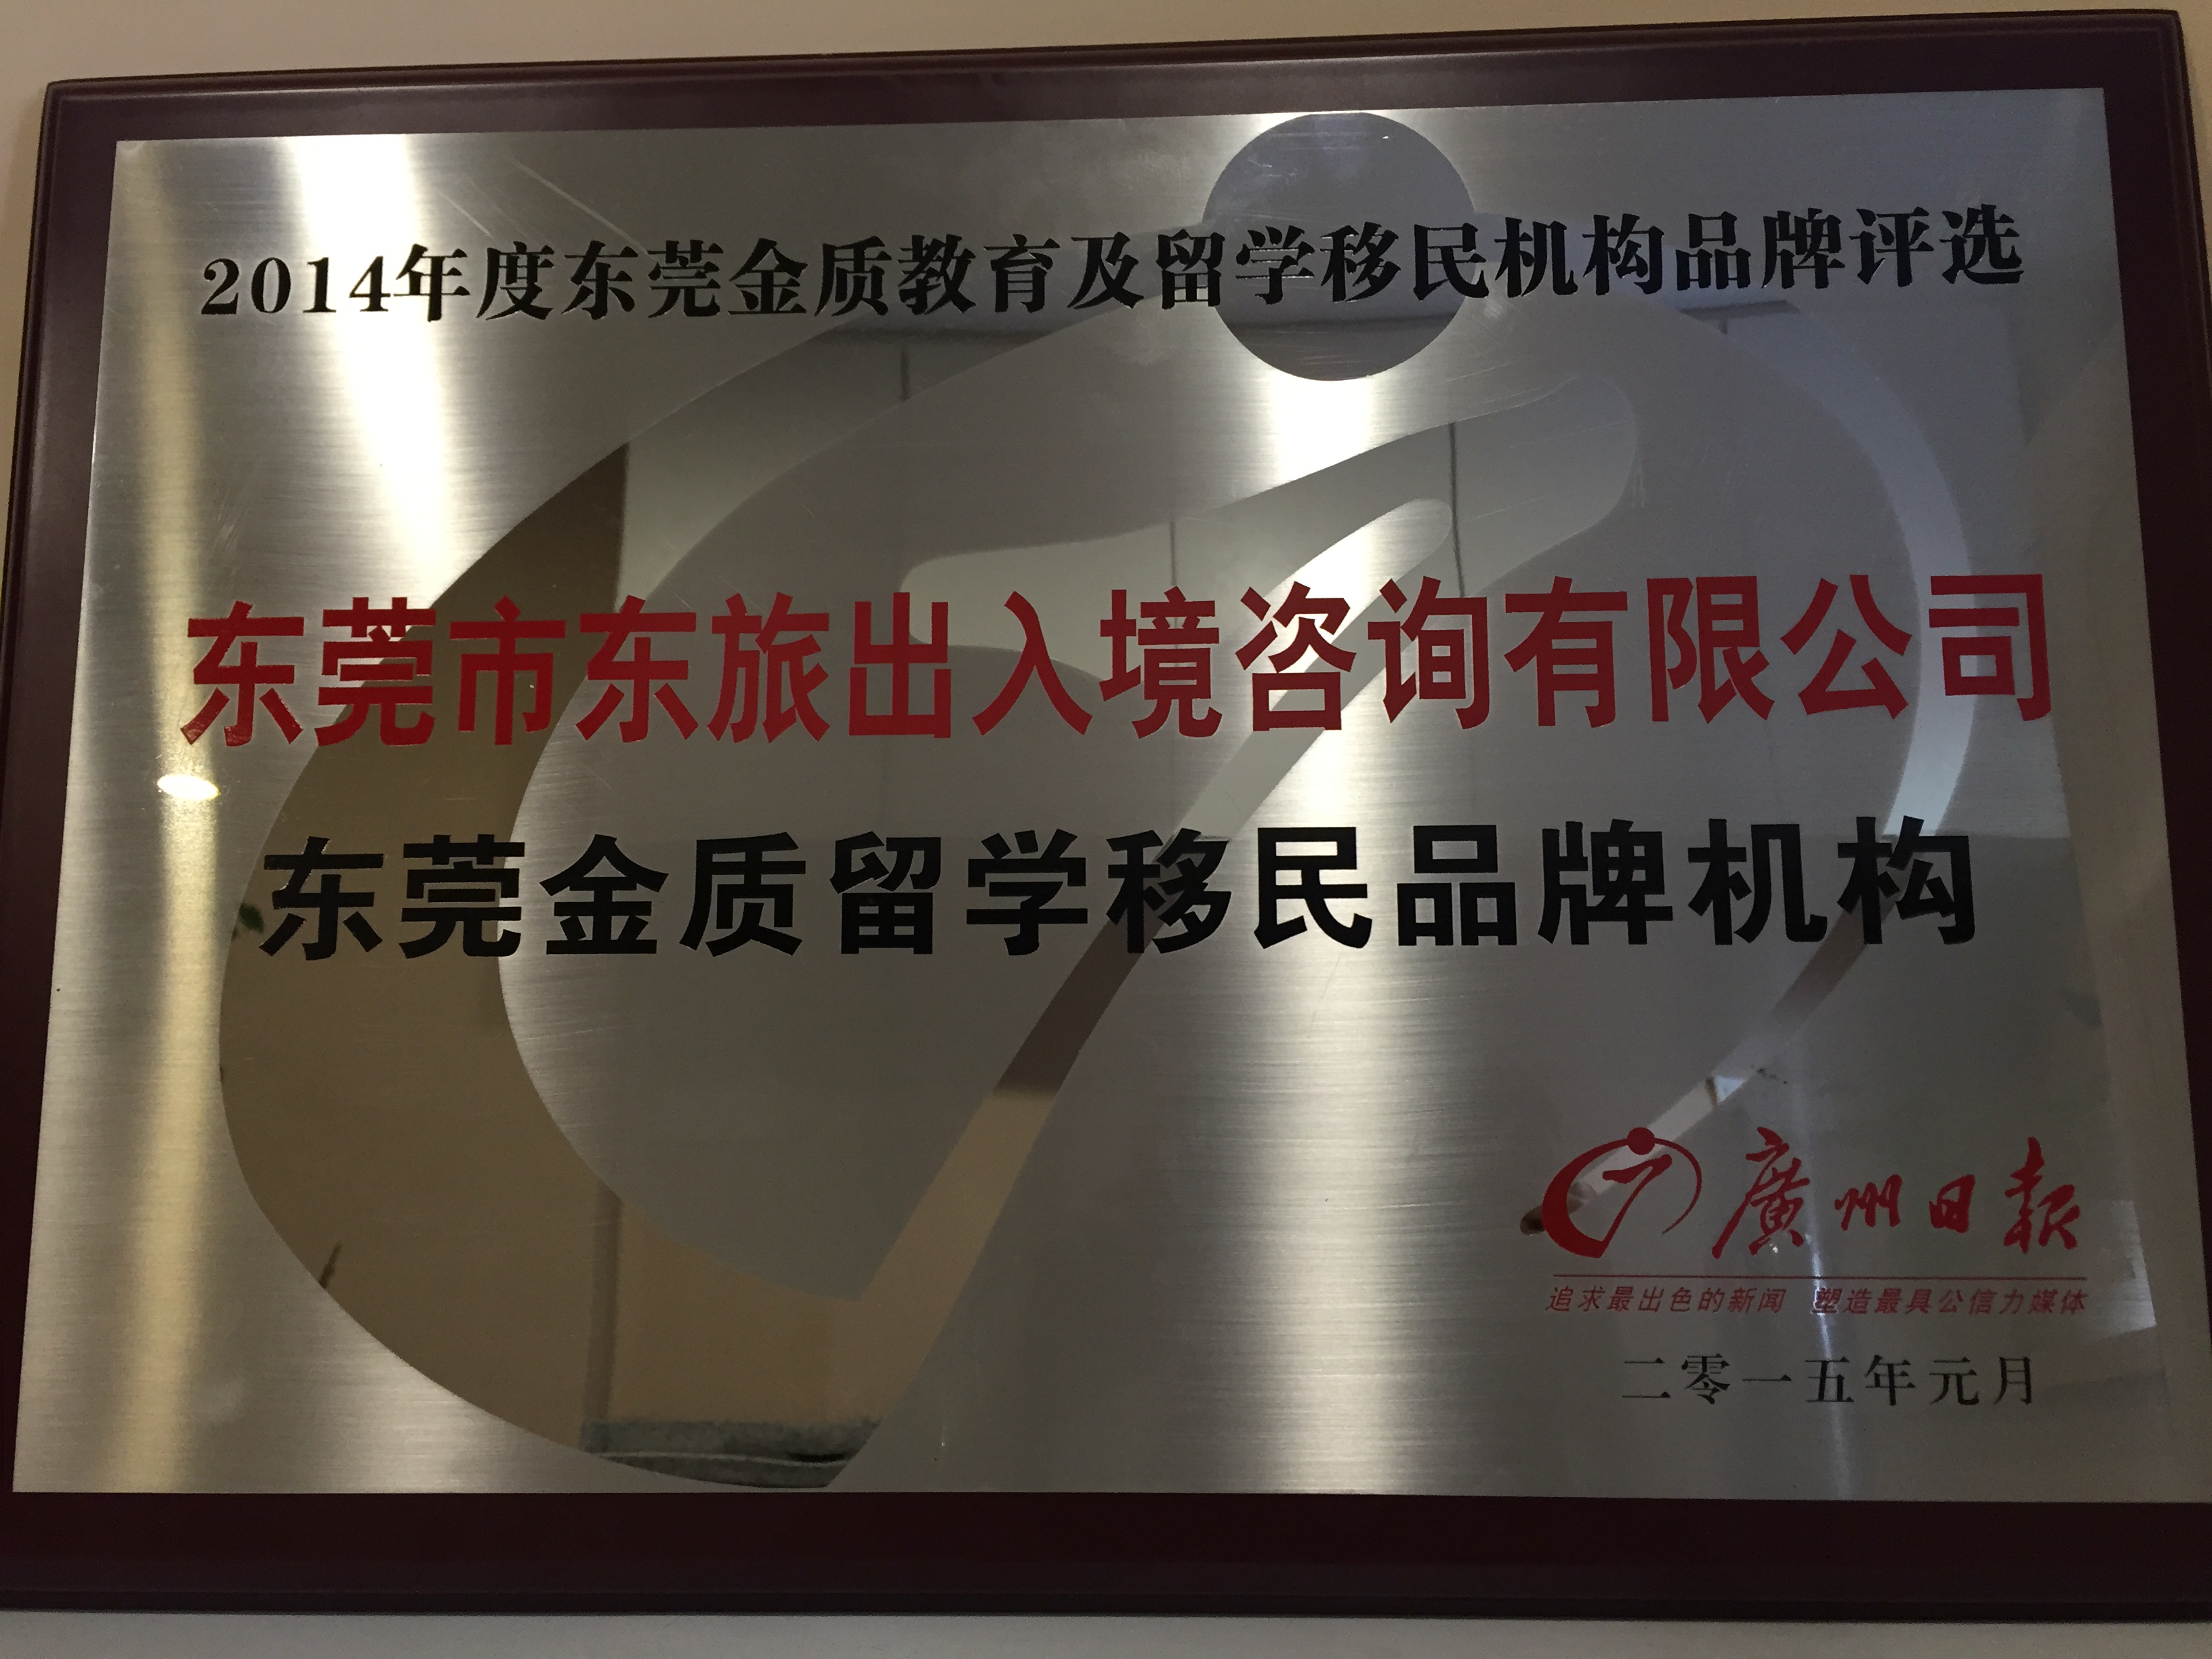 2014年度东莞金质教育及留学移民机构品牌评选
东莞市东旅出入境咨询有限公司
东莞金质留学移民品牌机构
廣州日报
追求最出色的新闻 塑造最具公信力媒体
二零一五年元月